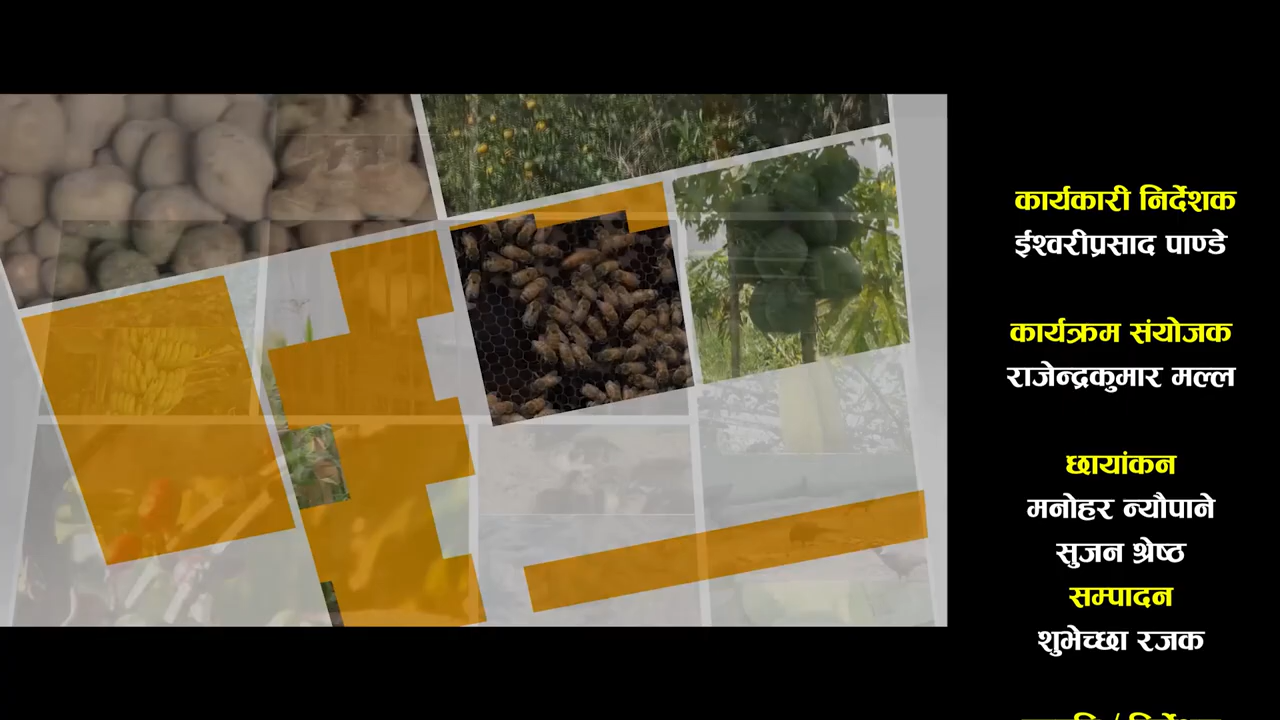 कार्यकारी निर्देशक
ईश्वरीप्रसाद पाण्डे
कार्यक्रम संयोजक
राजेन्द्रकुमार मल्ल
छायांकन
मनोहर न्यौपाने
सुजन श्रेष्ठ
सम्पादन
शुभेच्छा रजक